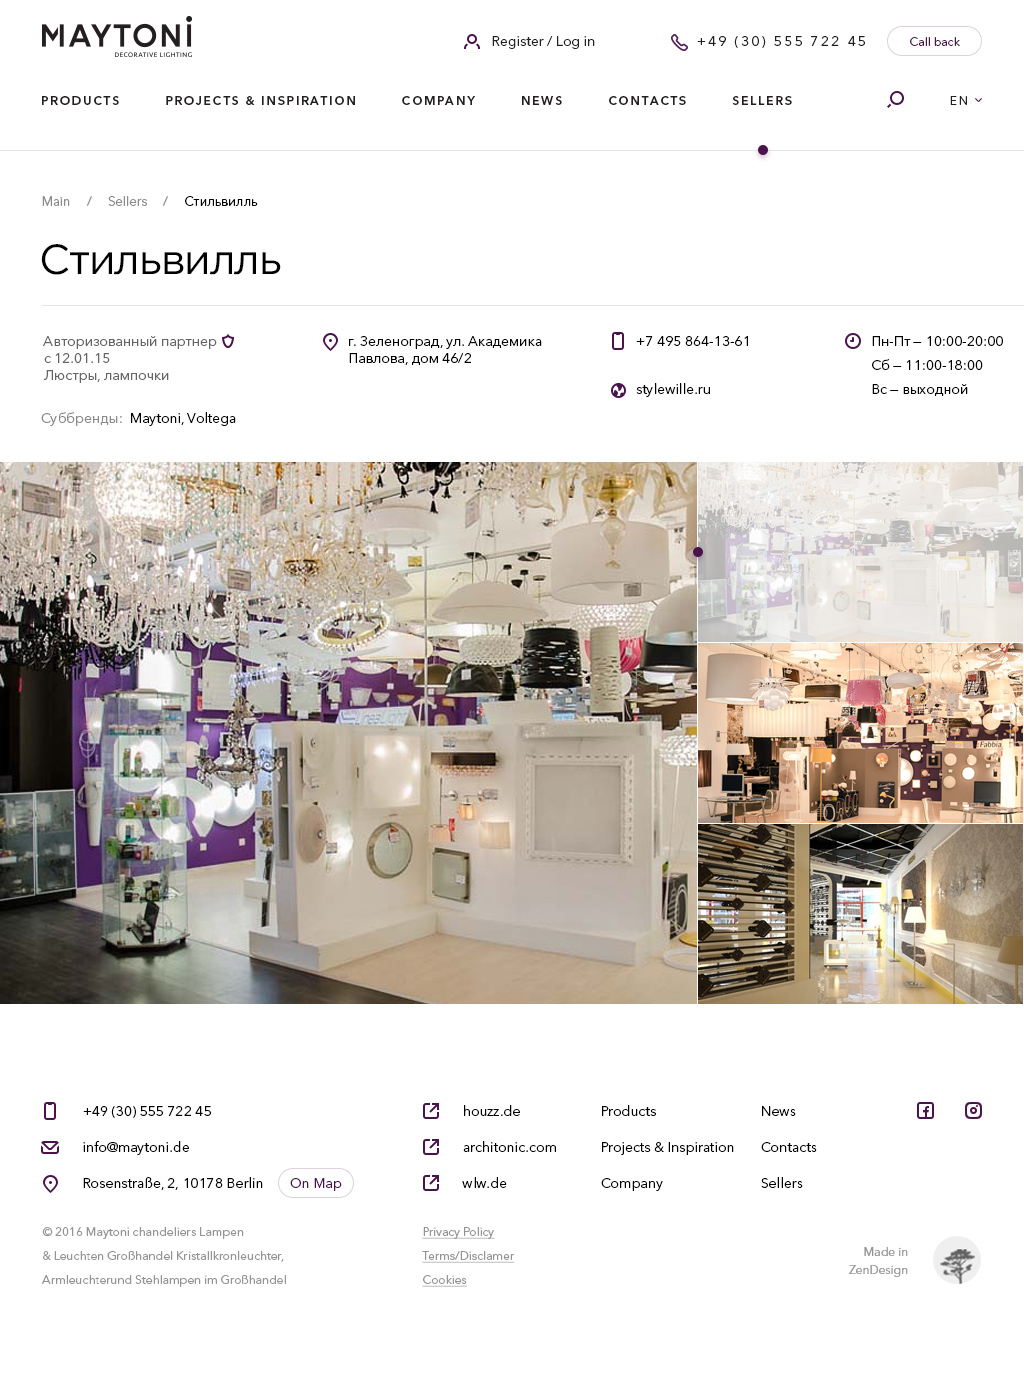 MAYTONI
DECORATIVE LIGHTING
Register / Log in
+49 (30) 555 722 45
Call back
PRODUCTS
PROJECTS & INSPIRATION
COMPANY
NEWS
CONTACTS
SELLERS
EN
Main / Sellers / Стильвилль
Стильвилль
Авторизованный партнер
с 12.01.15
Люстры, лампочки
Суббренды: Maytoni, Voltega
г. Зеленоград, ул. Академика
Павлова, дом 46/2
+7 495 864-13-61
stylewille.ru
Пн-Пт – 10:00-20:00
Сб – 11:00-18:00
Вс – выходной
Fabbia
+49 (30) 555 722 45
info@maytoni.de
Rosenstraße, 2, 10178 Berlin
On Map
houzz.de
architonic.com
wlw.de
Products
Projects & Inspiration
Company
News
Contacts
Sellers
© 2016 Maytoni chandeliers Lampen
& Leuchten Großhandel Kristallkronleuchter,
Armleuchterund Stehlampen im Großhandel
Privacy Policy
Terms/Disclamer
Cookies
Made in
ZenDesign